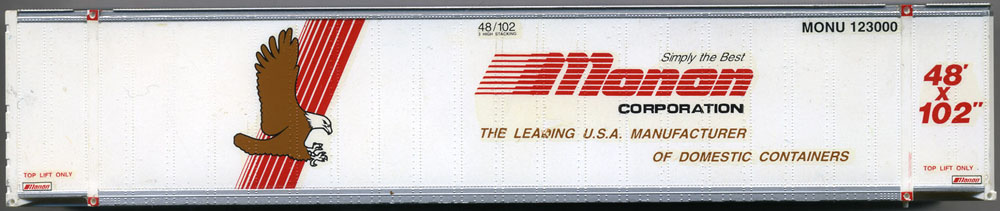 48/102
3 HIGH STACKING
MONU 123000
Simply the Best
Monon
CORPORATION
THE LEADING U.S.A. MANUFACTURER
OF DOMESTIC CONTAINERS
48'
X
102"
TOP LIFT ONLY
Monon
TOP LIFT ONLY
Monon